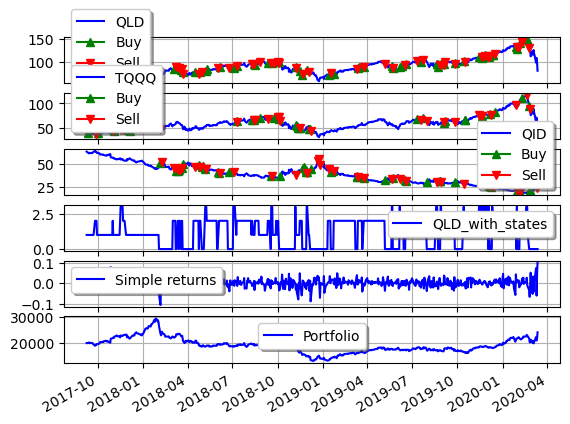 QLD
Buy
Sell
150
100
TQQQ
Buy
Sell
100
50
QID
Buy
Sell
50
25
QLD_with_states
2.5
0.0
Simple returns
0.1
0.0
−0.1
Portfolio
30000
20000
2017-10
2018-01
2018-04
2018-07
2018-10
2019-01
2019-04
2019-07
2019-10
2020-01
2020-04